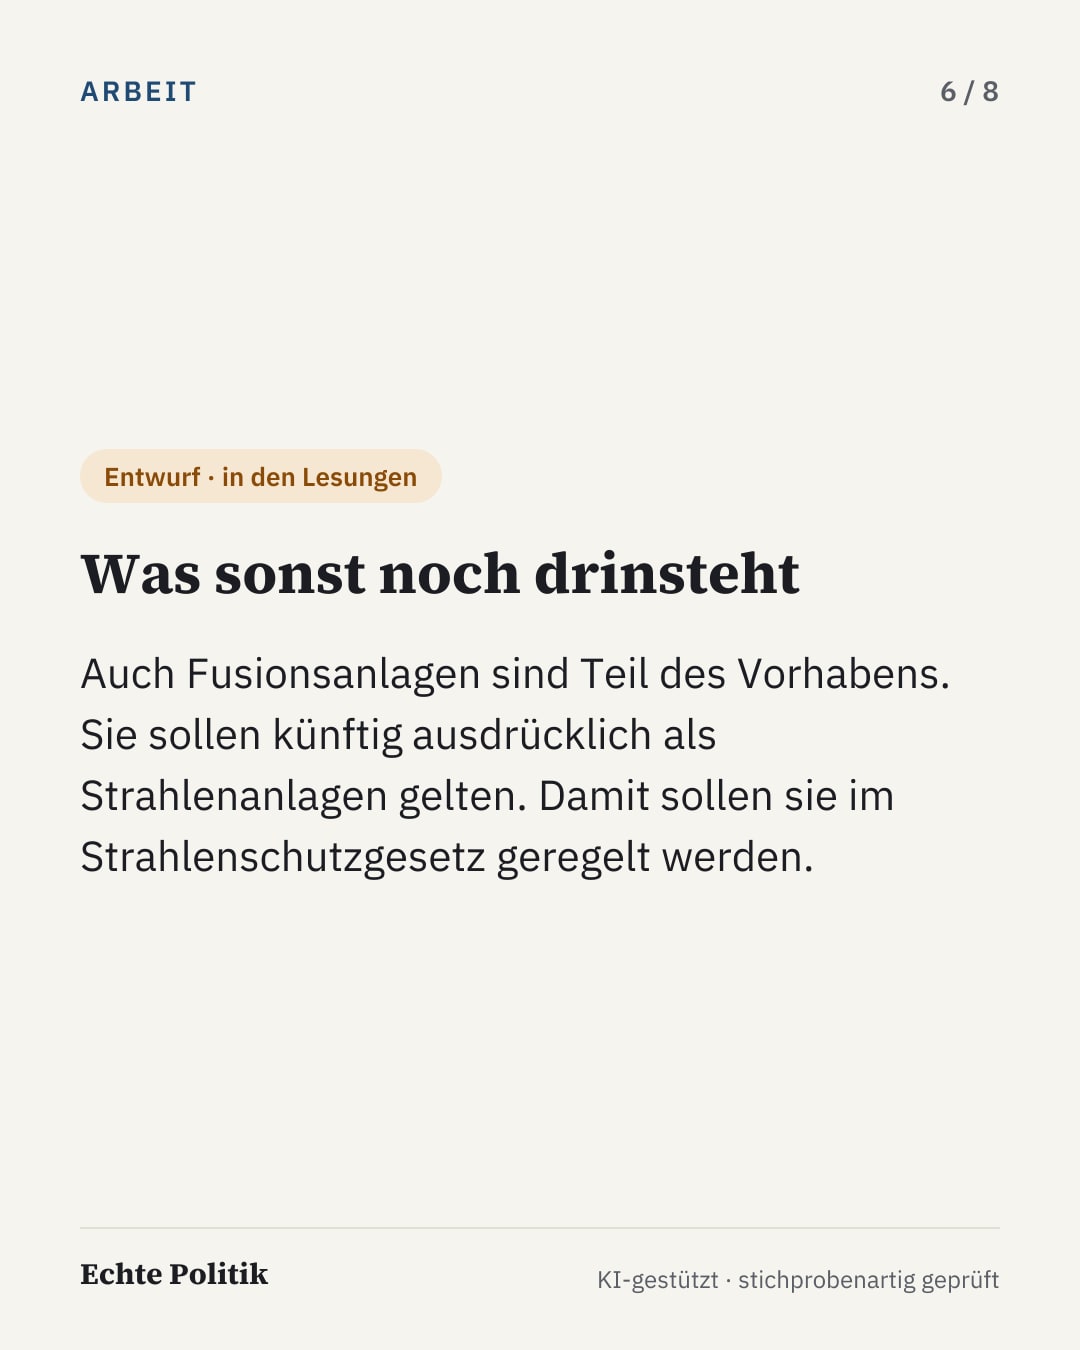 ARBEIT
6 / 8
Entwurf · in den Lesungen
Was sonst noch drinsteht
Auch Fusionsanlagen sind Teil des Vorhabens.
Sie sollen künftig ausdrücklich als
Strahlenanlagen gelten. Damit sollen sie im
Strahlenschutzgesetz geregelt werden.
Echte Politik
KI-gestützt · stichprobenartig geprüft